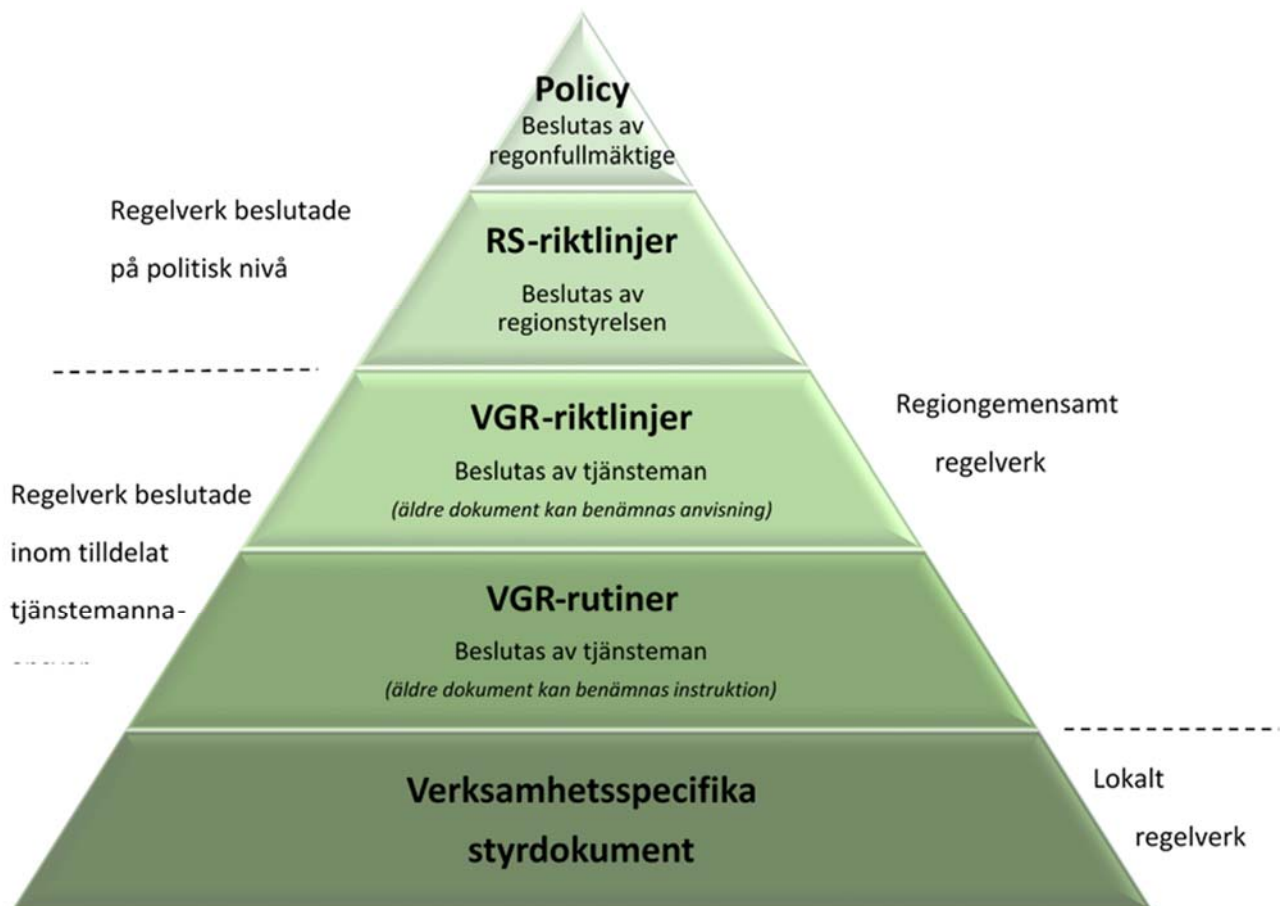 Policy
Beslutas av
regonfullmäktige
Regelverk beslutade
på politisk nivå
RS-riktlinjer
Beslutas av
regionstyrelsen
VGR-riktlinjer
Beslutas av tjänsteman
(äldre dokument kan benämnas anvisning)
Regiongemensamt
regelverk
Regelverk beslutade
inom tilldelat
tjänstemanna-
VGR-rutiner
Beslutas av tjänsteman
(äldre dokument kan benämnas instruktion)
Verksamhetsspecifika
styrdokument
Lokalt
regelverk